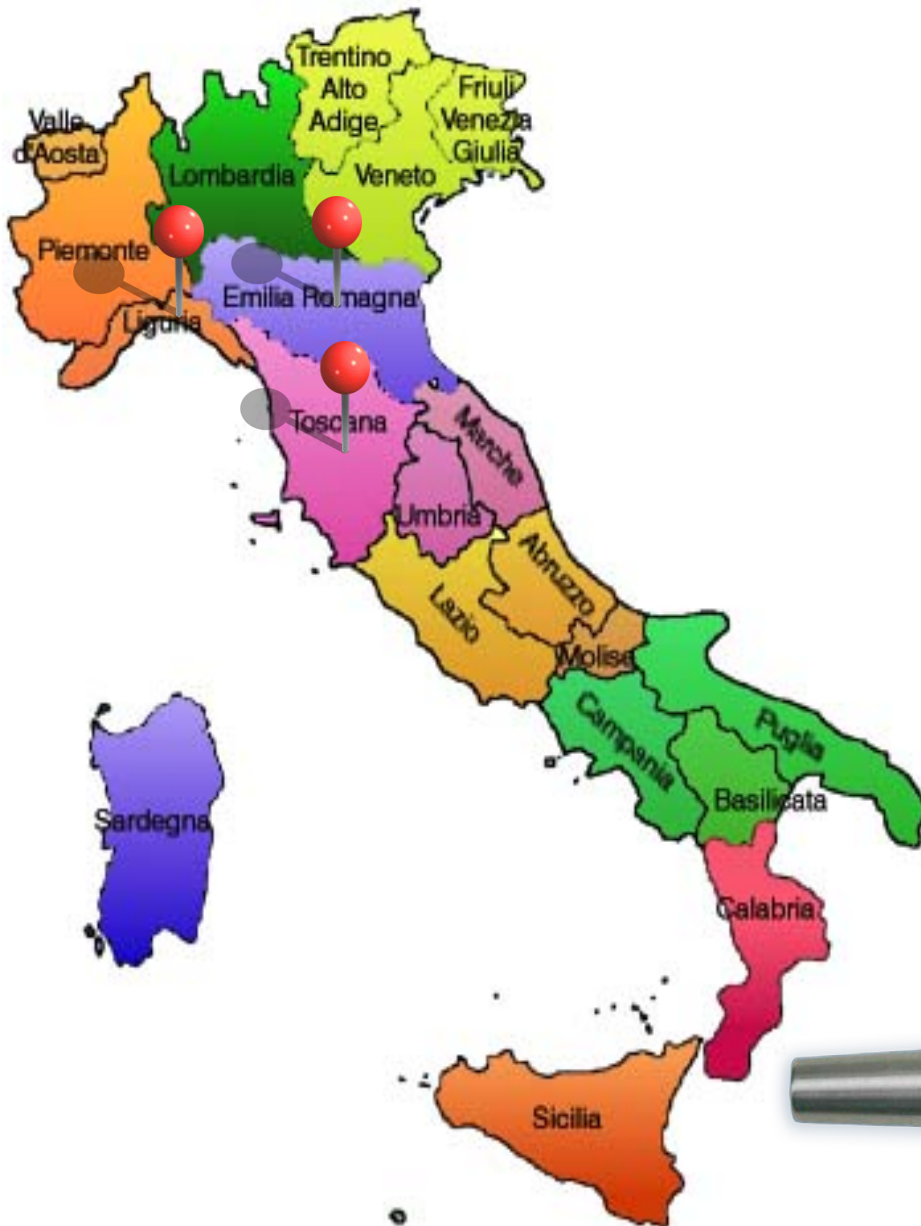 Trentino
Alto
Adige
Friuli
Venezia
Giulia
Valle
d'Aosta
Lombardia
Veneto
Piemonte
Emilia Romagna
Liguria
Toscana
Marche
Umbria
Abruzzo
Lazio
Molise
Campania
Puglia
Basilicata
Sardegna
Calabria
Sicilia